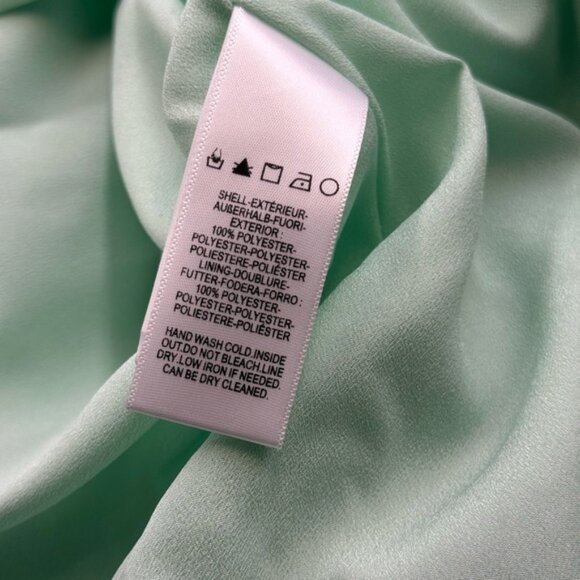 SHELL-EXTÉRIEUR-
AUßERHALB-FUORI-
EXTERIOR :
100% POLYESTER-
POLYESTER-POLYESTER-
POLIESTERE-POLIÉSTER
LINING-DOUBLURE-
FUTTER-FODERA-FORRO :
100% POLYESTER-
POLYESTER-POLYESTER-
POLIESTERE-POLIÉSTER
HAND WASH COLD.INSIDE
OUT.DO NOT BLEACH.LINE
DRY.LOW IRON IF NEEDED.
CAN BE DRY CLEANED.